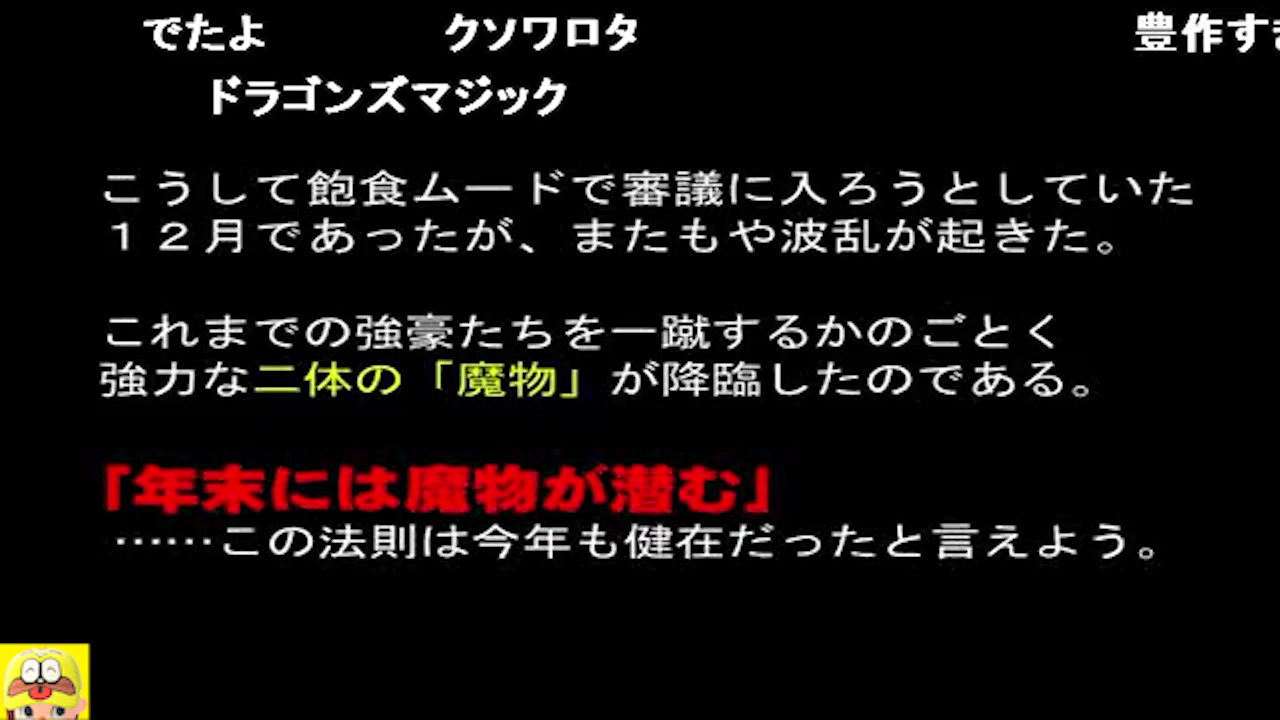 でたよ クソワロタ 豊作す
ドラゴンズマジック
こうして飽食ムードで審議に入ろうとしていた
１２月であったが、またもや波乱が起きた。
これまでの強豪たちを一蹴するかのごとく
強力な二体の「魔物」が降臨したのである。
「年末には魔物が潜む」
……この法則は今年も健在だったと言えよう。